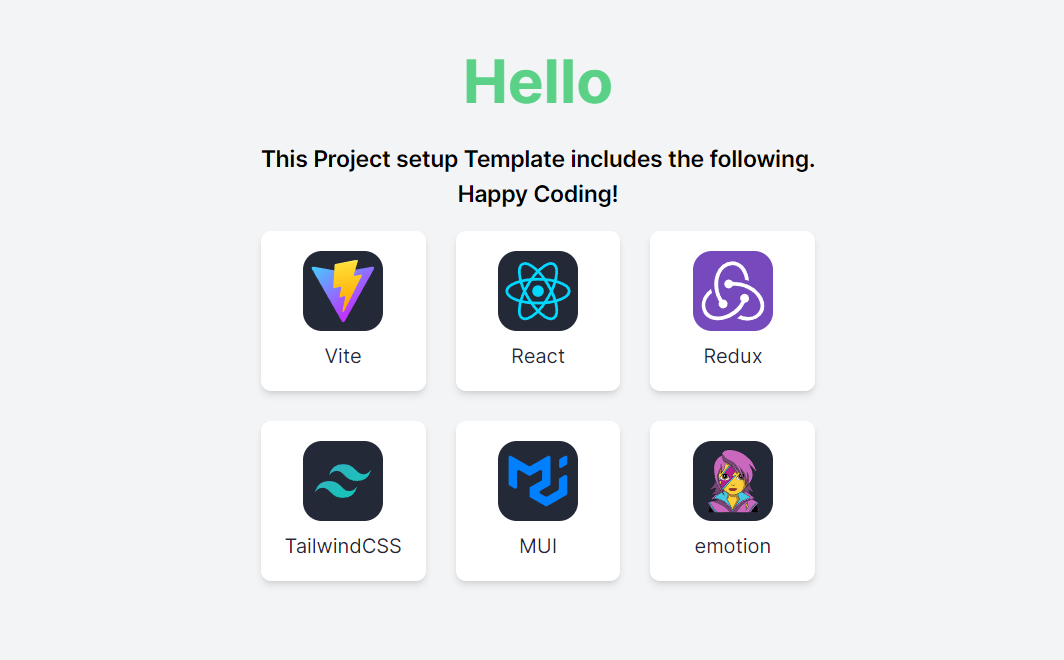 Hello
This Project setup Template includes the following.
Happy Coding!
Vite
React
Redux
TailwindCSS
MUI
emotion